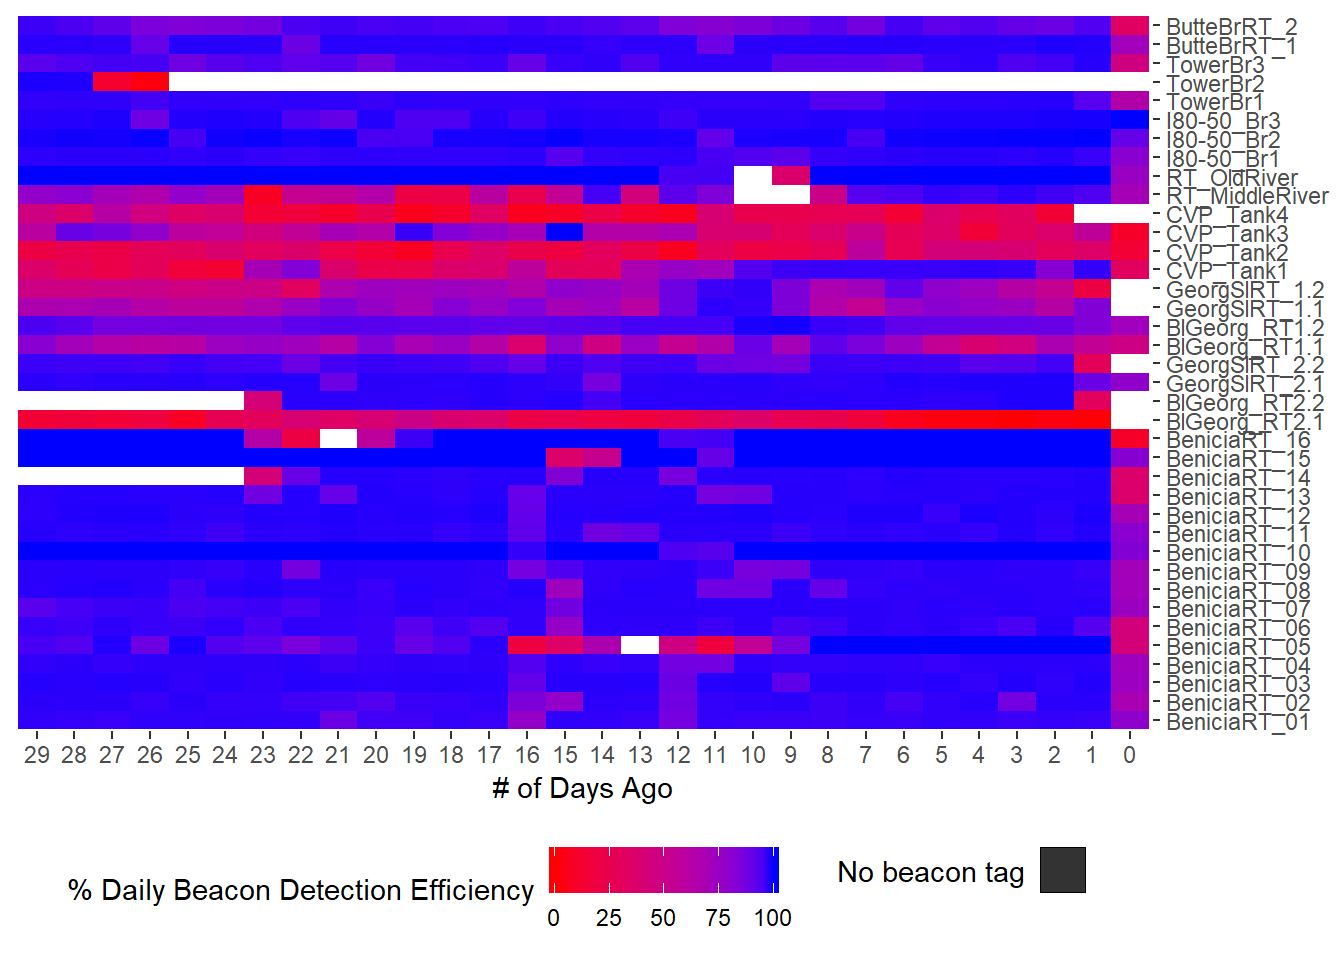 ButteBrRT_2
ButteBrRT_1
TowerBr3
TowerBr2
TowerBr1
I80-50_Br3
I80-50_Br2
I80-50_Br1
RT_OldRiver
RT_MiddleRiver
CVP_Tank4
CVP_Tank3
CVP_Tank2
CVP_Tank1
GeorgSlRT_1.2
GeorgSlRT_1.1
BlGeorg_RT1.2
BlGeorg_RT1.1
GeorgSlRT_2.2
GeorgSlRT_2.1
BlGeorg_RT2.2
BlGeorg_RT2.1
BeniciaRT_16
BeniciaRT_15
BeniciaRT_14
BeniciaRT_13
BeniciaRT_12
BeniciaRT_11
BeniciaRT_10
BeniciaRT_09
BeniciaRT_08
BeniciaRT_07
BeniciaRT_06
BeniciaRT_05
BeniciaRT_04
BeniciaRT_03
BeniciaRT_02
BeniciaRT_01
29 28 27 26 25 24 23 22 21 20 19 18 17 16 15 14 13 12 11 10 9 8 7 6 5 4 3 2 1 0
# of Days Ago
% Daily Beacon Detection Efficiency
0 25 50 75 100
No beacon tag